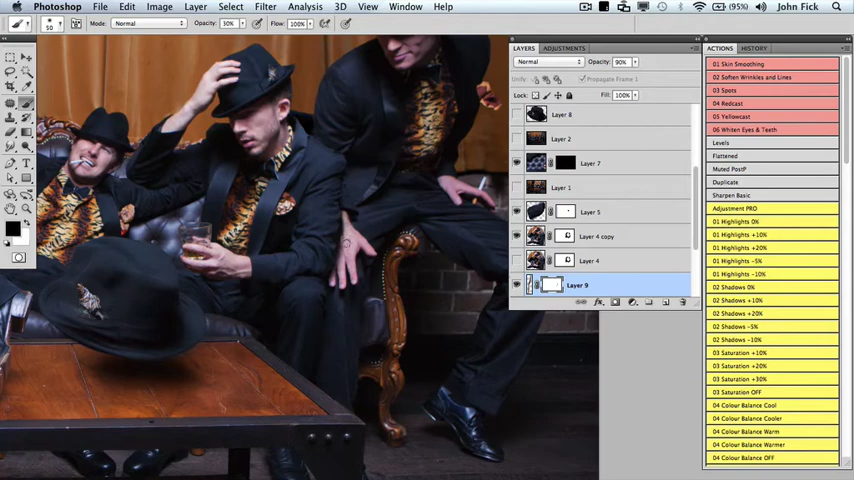 Photoshop File Edit Image Layer Select Filter Analysis 3D View Window Help (95%) John Fick
50 Mode: Normal Opacity: 30% Flow: 100%
LAYERS ADJUSTMENTS
Normal Opacity: 90%
Unify: Propagate Frame 1
Lock: Fill: 100%
Layer 8
Layer 2
Layer 7
Layer 1
Layer 5
Layer 4 copy
Layer 4
Layer 9
fx
ACTIONS HISTORY
01 Skin Smoothing
02 Soften Wrinkles and Lines
03 Spots
04 Redcast
05 Yellowcast
06 Whiten Eyes & Teeth
Levels
Flattened
Muted PostP
Duplicate
Sharpen Basic
Adjustment PRO
01 Highlights 0%
01 Highlights +10%
01 Highlights +20%
01 Highlights -5%
01 Highlights -10%
02 Shadows 0%
02 Shadows +10%
02 Shadows +20%
02 Shadows -5%
02 Shadows -10%
03 Saturation +10%
03 Saturation +20%
03 Saturation +30%
03 Saturation OFF
04 Colour Balance Cool
04 Colour Balance Cooler
04 Colour Balance Warm
04 Colour Balance Warmer
04 Colour Balance OFF